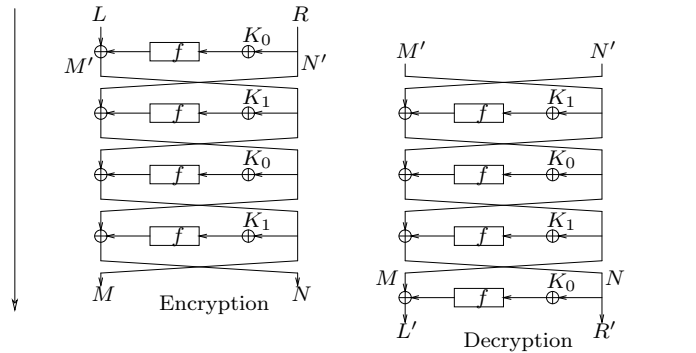 L R
f K₀
M′ N′
f K₁
f K₀
f K₁
M N
Encryption
M′ N′
f K₁
f K₀
f K₁
M N
f K₀
L′ R′
Decryption